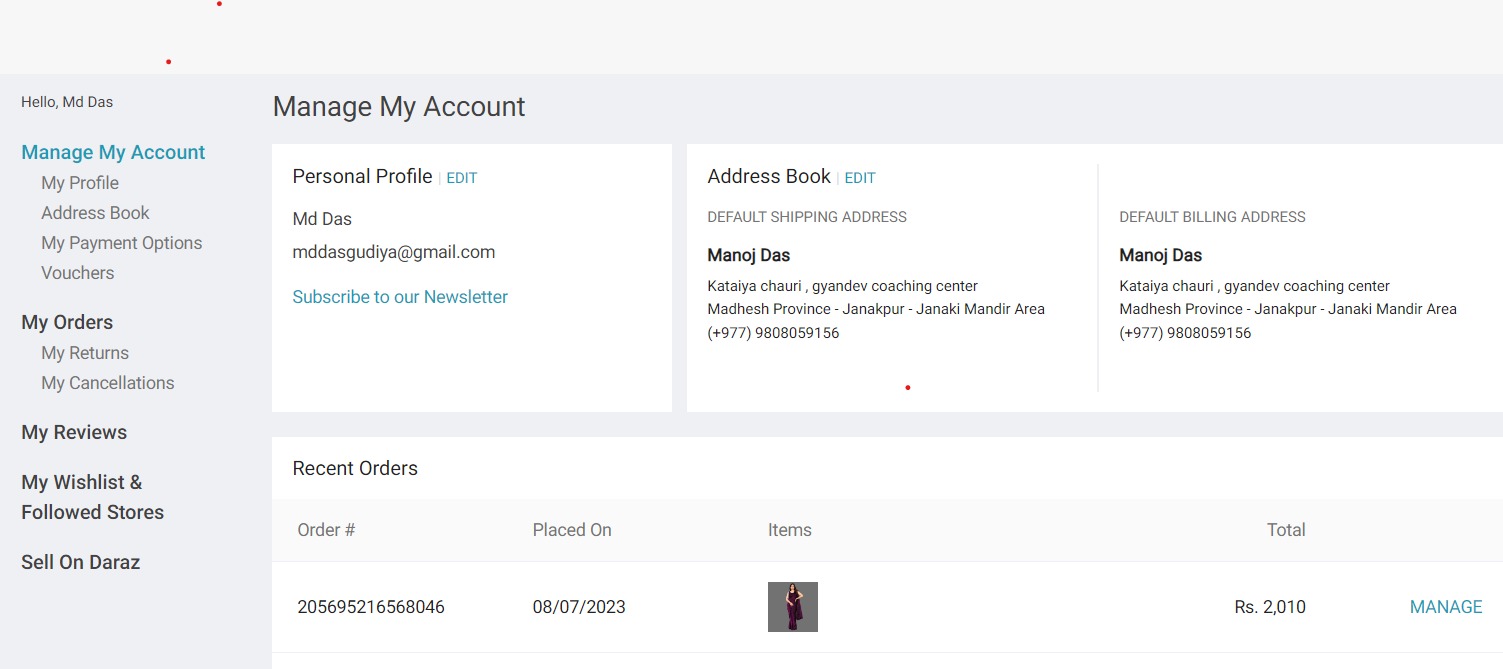 Hello, Md Das
Manage My Account
My Profile
Address Book
My Payment Options
Vouchers
My Orders
My Returns
My Cancellations
My Reviews
My Wishlist &
Followed Stores
Sell On Daraz
Manage My Account
Personal Profile | EDIT
Md Das
mddasgudiya@gmail.com
Subscribe to our Newsletter
Address Book | EDIT
DEFAULT SHIPPING ADDRESS
Manoj Das
Kataiya chauri , gyandev coaching center
Madhesh Province - Janakpur - Janaki Mandir Area
(+977) 9808059156
DEFAULT BILLING ADDRESS
Manoj Das
Kataiya chauri , gyandev coaching center
Madhesh Province - Janakpur - Janaki Mandir Area
(+977) 9808059156
Recent Orders
Order # Placed On Items Total
205695216568046 08/07/2023 Rs. 2,010 MANAGE